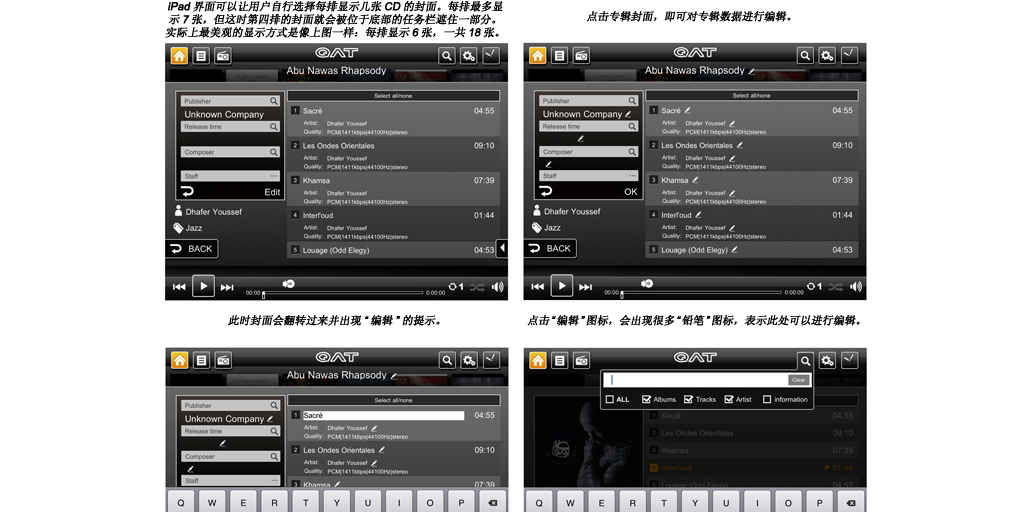 iPad 界面可以让用户自行选择每排显示几张 CD 的封面。每排最多显
示 7 张，但这时第四排的封面就会被位于底部的任务栏遮住一部分。
实际上最美观的显示方式是像上图一样：每排显示 6 张，一共 18 张。
点击专辑封面，即可对专辑数据进行编辑。
QAT
Abu Nawas Rhapsody
Select all/none
Publisher
Unknown Company
Release time
Composer
Staff ...
Edit
Dhafer Youssef
Jazz
BACK
1 Sacré 04:55
Artist: Dhafer Youssef
Quality: PCM|1411kbps|44100Hz|stereo
2 Les Ondes Orientales 09:10
Artist: Dhafer Youssef
Quality: PCM|1411kbps|44100Hz|stereo
3 Khamsa 07:39
Artist: Dhafer Youssef
Quality: PCM|1411kbps|44100Hz|stereo
4 Interl'oud 01:44
Artist: Dhafer Youssef
Quality: PCM|1411kbps|44100Hz|stereo
5 Louage (Odd Elegy) 04:53
00:00 0:00:00 1
QAT
Abu Nawas Rhapsody
Select all/none
Publisher
Unknown Company
Release time
Composer
Staff ...
OK
Dhafer Youssef
Jazz
BACK
1 Sacré 04:55
Artist: Dhafer Youssef
Quality: PCM|1411kbps|44100Hz|stereo
2 Les Ondes Orientales 09:10
Artist: Dhafer Youssef
Quality: PCM|1411kbps|44100Hz|stereo
3 Khamsa 07:39
Artist: Dhafer Youssef
Quality: PCM|1411kbps|44100Hz|stereo
4 Interl'oud 01:44
Artist: Dhafer Youssef
Quality: PCM|1411kbps|44100Hz|stereo
5 Louage (Odd Elegy) 04:53
00:00 0:00:00 1
此时封面会翻转过来并出现“编辑”的提示。
点击“编辑”图标，会出现很多“铅笔”图标，表示此处可以进行编辑。
QAT
Abu Nawas Rhapsody
Select all/none
Publisher
Unknown Company
Release time
Composer
Staff
1 Sacré 04:55
Artist: Dhafer Youssef
Quality: PCM|1411kbps|44100Hz|stereo
2 Les Ondes Orientales 09:10
Artist: Dhafer Youssef
Quality: PCM|1411kbps|44100Hz|stereo
3 Khamsa 07:39
Q W E R T Y U I O P
QAT
Clear
ALL Albums Tracks Artist information
1 Sacré 04:55
2 Les Ondes Orientales 09:10
3 Khamsa 07:39
4 Interl'oud 01:44
5 Louage (Odd Elegy) 04:53
Q W E R T Y U I O P